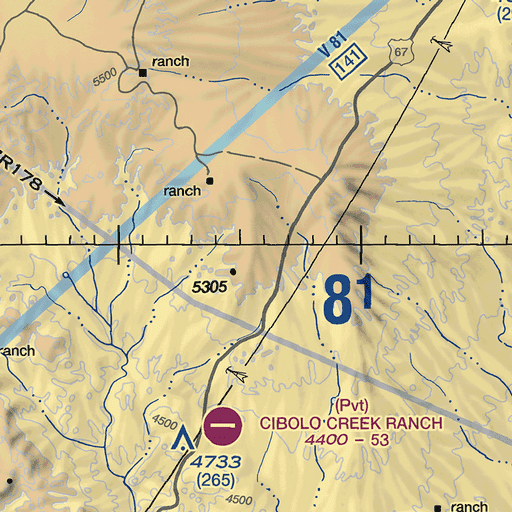 V 81
141
67
ranch
5500
IR178
ranch
5305
81
ranch
(Pvt)
CIBOLO CREEK RANCH
4400 - 53
4500
4733
(265)
4500
ranch
(2